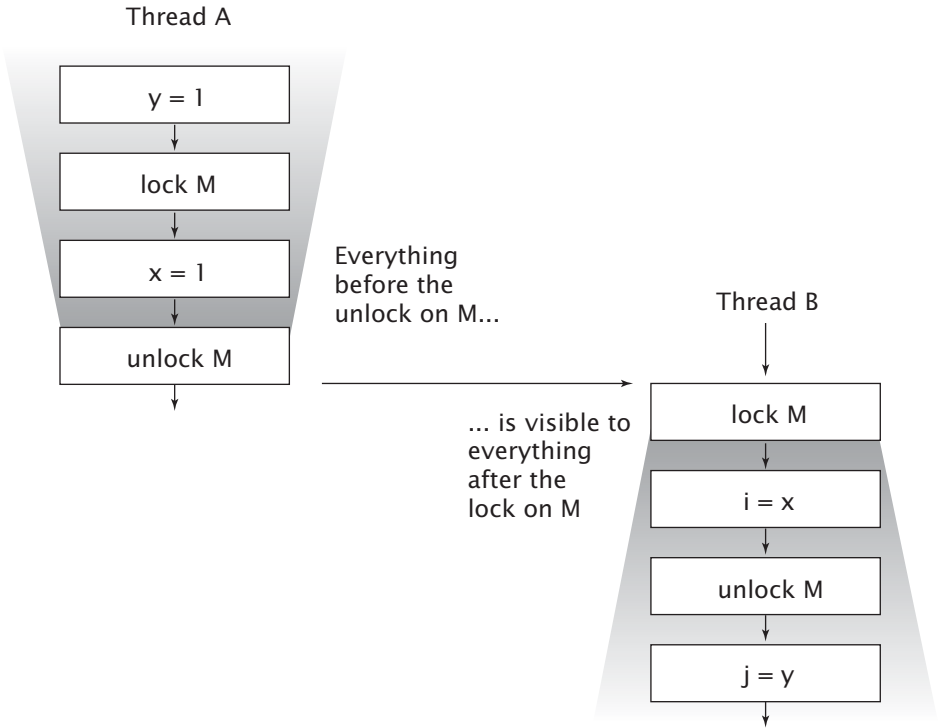 Thread A
y = 1
lock M
x = 1
unlock M
Everything
before the
unlock on M...
... is visible to
everything
after the
lock on M
Thread B
lock M
i = x
unlock M
j = y